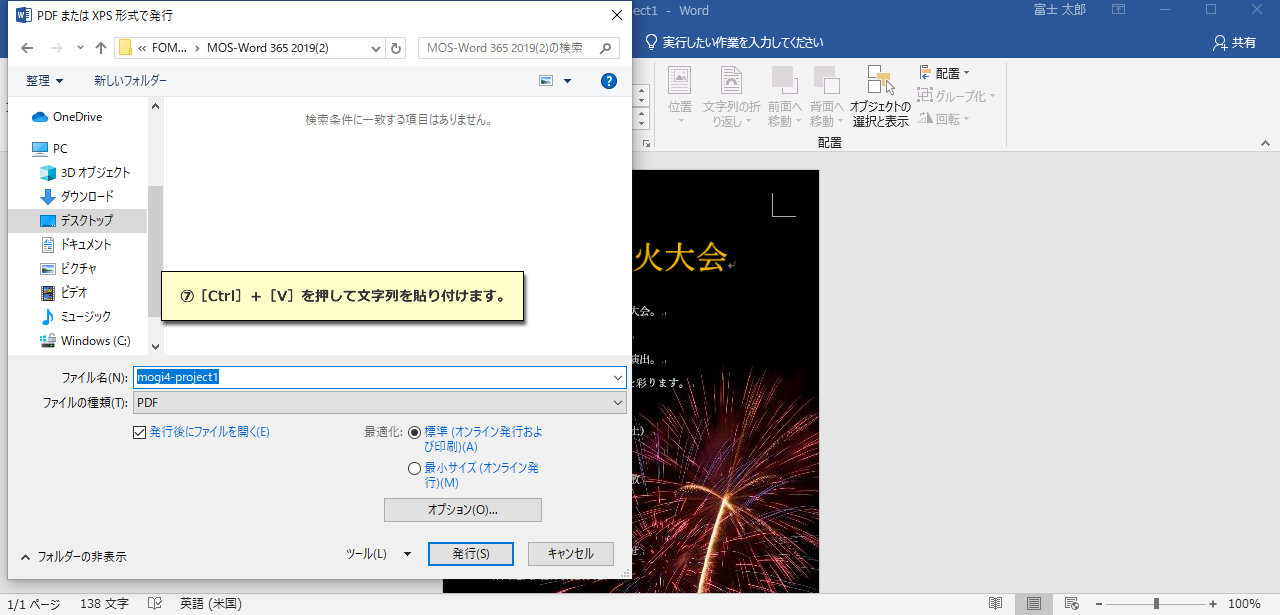 PDF または XPS 形式で発行
ect1 - Word
富士 太郎
« FOM... › MOS-Word 365 2019(2)
MOS-Word 365 2019(2)の検索
実行したい作業を入力してください
共有
整理
新しいフォルダー
位置
文字列の折り返し
前面へ移動
背面へ移動
オブジェクトの選択と表示
配置
グループ化
回転
配置
検索条件に一致する項目はありません。
OneDrive
PC
3D オブジェクト
ダウンロード
デスクトップ
ドキュメント
ピクチャ
ビデオ
ミュージック
Windows (C:)
火大会
大会。
演出。
と彩ります。
⑦［Ctrl］+［V］を押して文字列を貼り付けます。
ファイル名(N):
mogi4-project1
ファイルの種類(T):
PDF
発行後にファイルを開く(E)
最適化:
標準 (オンライン発行および印刷)(A)
最小サイズ (オンライン発行)(M)
オプション(O)...
フォルダーの非表示
ツール(L)
発行(S)
キャンセル
1/1 ページ
138 文字
英語 (米国)
100%